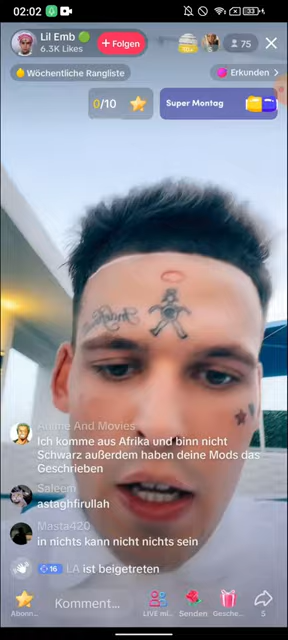 02:02
33%
Lil Emb
6.3K Likes
+ Folgen
10+
75
Wöchentliche Rangliste
Erkunden >
0/10
Super Montag
Anime And Movies
Ich komme aus Afrika und binn nicht
Schwarz außerdem haben deine Mods das
Geschrieben
Saleem
astaghfirullah
Masta420
in nichts kann nicht nichts sein
16 LA ist beigetreten
Abonn...
Kommentar...
LIVE mi...
Senden
Gesche...
5